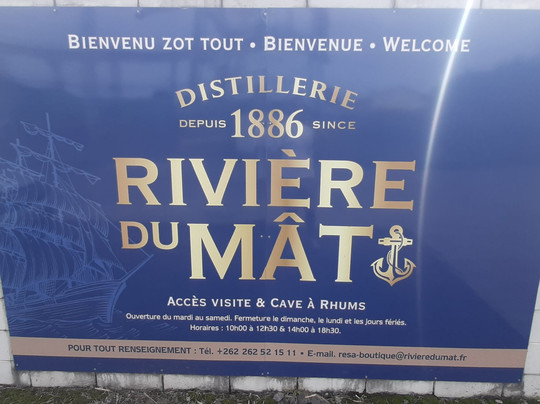 BIENVENU ZOT TOUT • BIENVENUE • WELCOME
DISTILLERIE
DEPUIS 1886 SINCE
RIVIÈRE
DU MÂT
ACCÈS VISITE & CAVE À RHUMS
Ouverture du mardi au samedi. Fermeture le dimanche, le lundi et les jours fériés.
Horaires : 10h00 à 12h30 & 14h00 à 18h30.
POUR TOUT RENSEIGNEMENT : Tél. +262 262 52 15 11 • E-mail. resa-boutique@rivieredumat.fr